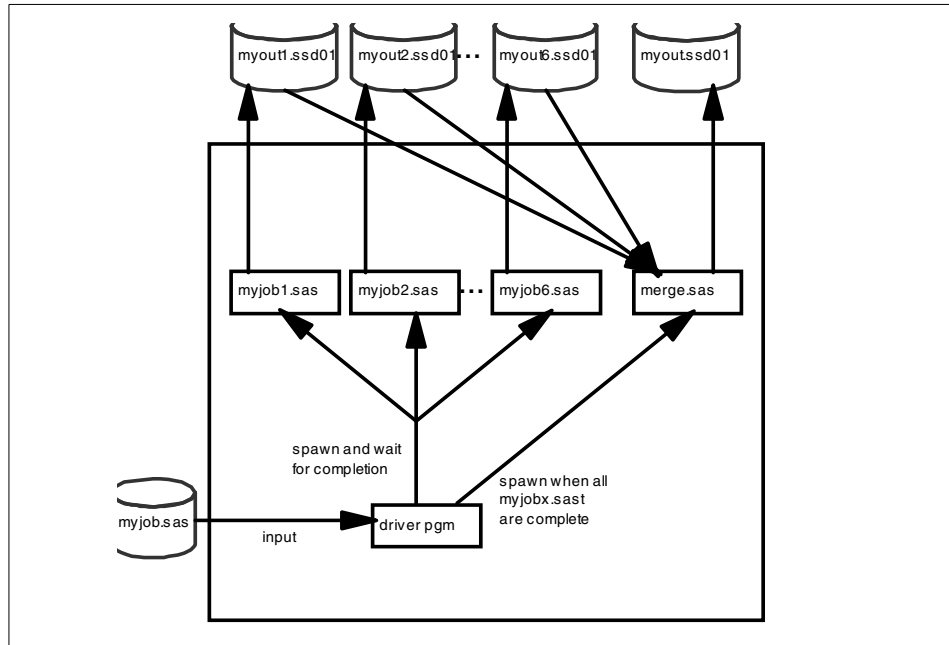 myout1.ssd01 myout2.ssd01 ... myout6.ssd01 myout.ssd01
myjob1.sas myjob2.sas ... myjob6.sas merge.sas
spawn and wait
for completion
spawn when all
myjobx.sast
are complete
myjob.sas
input
driver pgm